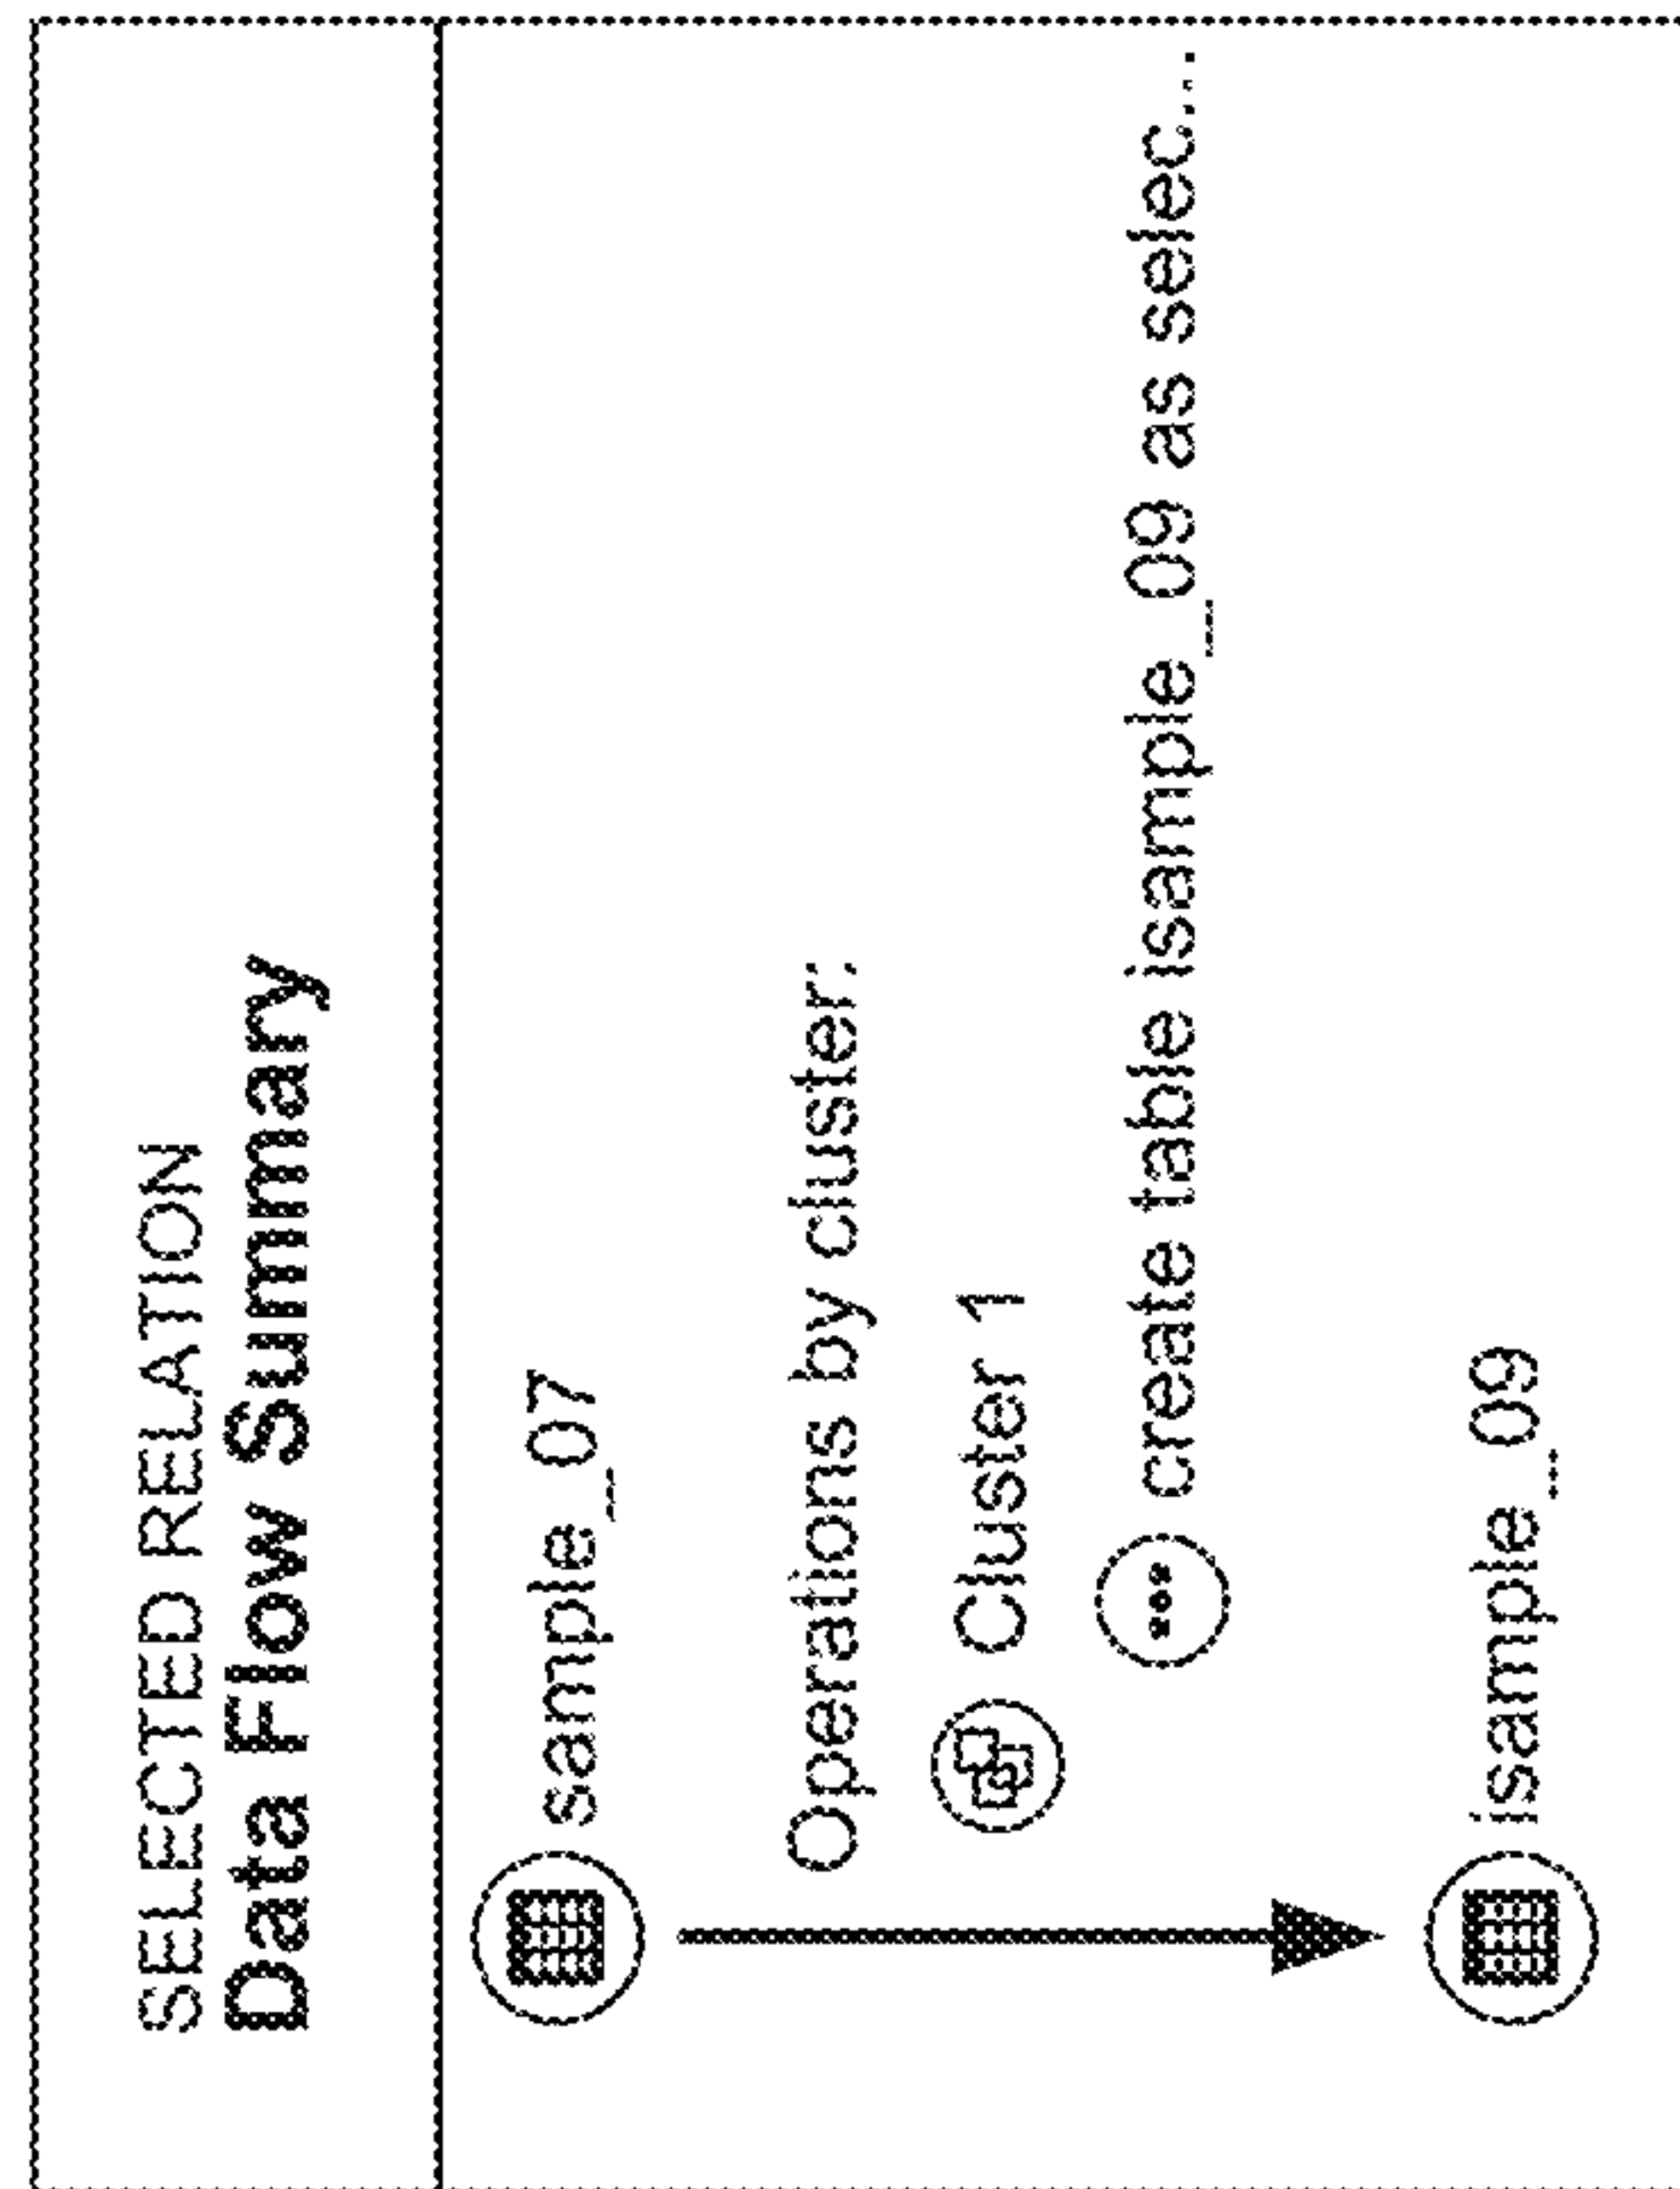 SELECTED RELATION
Data Flow Summary
sample_07
Operations by cluster:
Cluster 1
create table isample_09 as selec...
isample_09